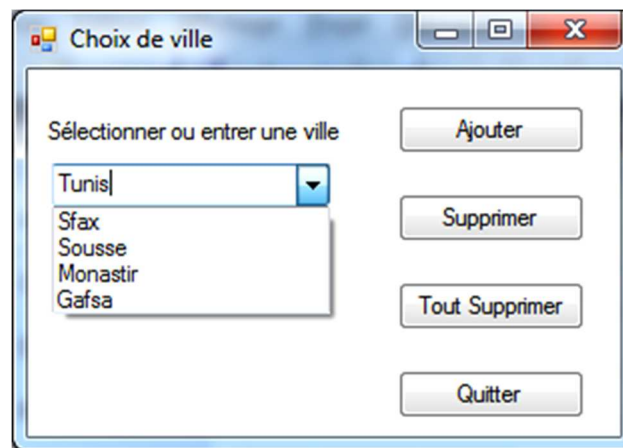 Choix de ville
Sélectionner ou entrer une ville
Tunis
Sfax
Sousse
Monastir
Gafsa
Ajouter
Supprimer
Tout Supprimer
Quitter